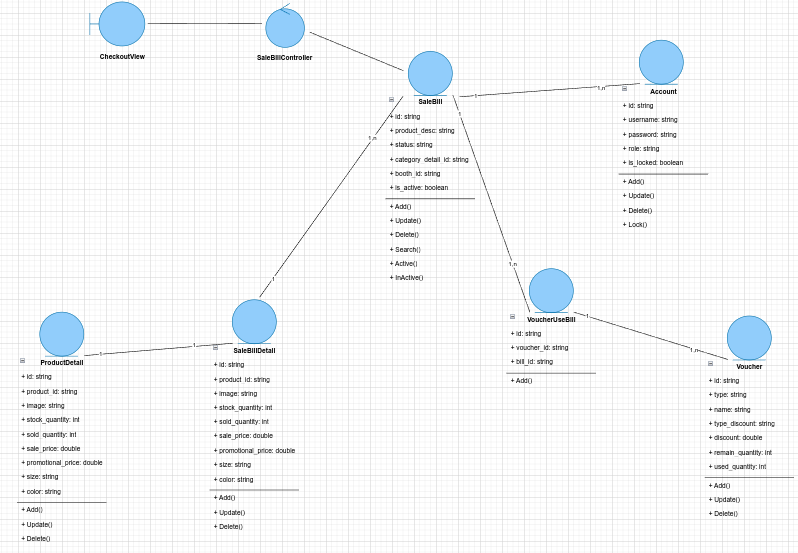 CheckoutView
SaleBillController
SaleBill
+ id: string
+ product_desc: string
+ status: string
+ category_detail_id: string
+ booth_id: string
+ is_active: boolean
+ Add()
+ Update()
+ Delete()
+ Search()
+ Active()
+ InActive()
1
1,n
Account
+ id: string
+ username: string
+ password: string
+ role: string
+ is_locked: boolean
+ Add()
+ Update()
+ Delete()
+ Lock()
1,n
1
1
1,n
ProductDetail
+ id: string
+ product_id: string
+ image: string
+ stock_quantity: int
+ sold_quantity: int
+ sale_price: double
+ promotional_price: double
+ size: string
+ color: string
+ Add()
+ Update()
+ Delete()
1
1
SaleBillDetail
+ id: string
+ product_id: string
+ image: string
+ stock_quantity: int
+ sold_quantity: int
+ sale_price: double
+ promotional_price: double
+ size: string
+ color: string
+ Add()
+ Update()
+ Delete()
VoucherUseBill
+ id: string
+ voucher_id: string
+ bill_id: string
+ Add()
1
1,n
Voucher
+ id: string
+ type: string
+ name: string
+ type_discount: string
+ discount: double
+ remain_quantity: int
+ used_quantity: int
+ Add()
+ Update()
+ Delete()